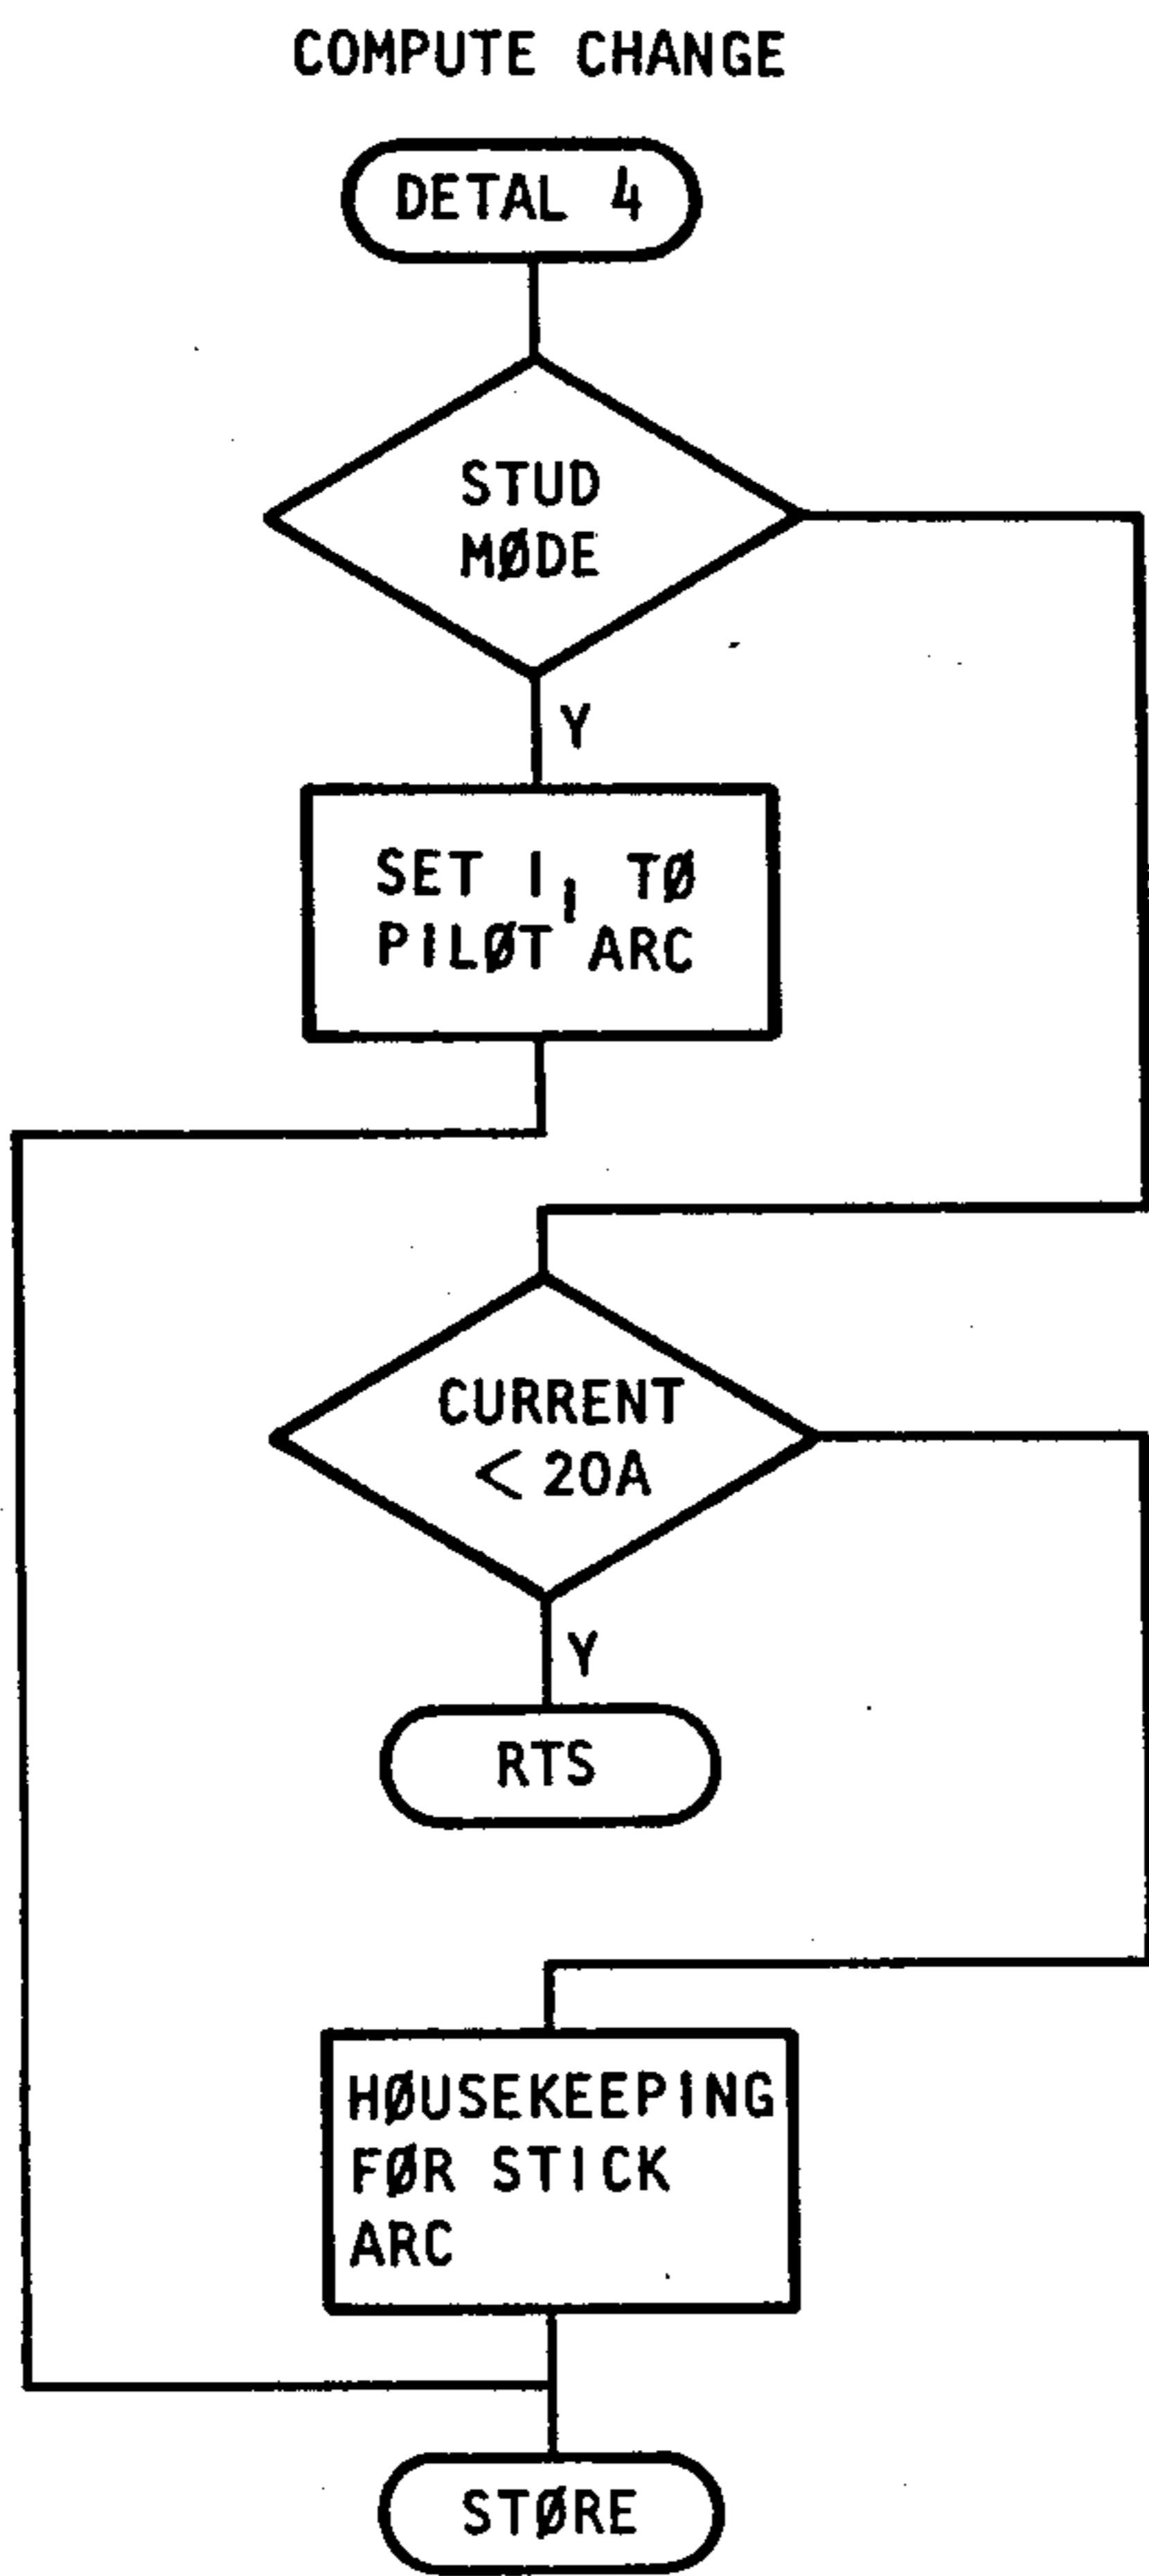 COMPUTE CHANGE
DETAL 4
STUD
MØDE
Y
SET I₁ TØ
PILØT ARC
CURRENT
< 20A
Y
RTS
HØUSEKEEPING
FØR STICK
ARC
STØRE